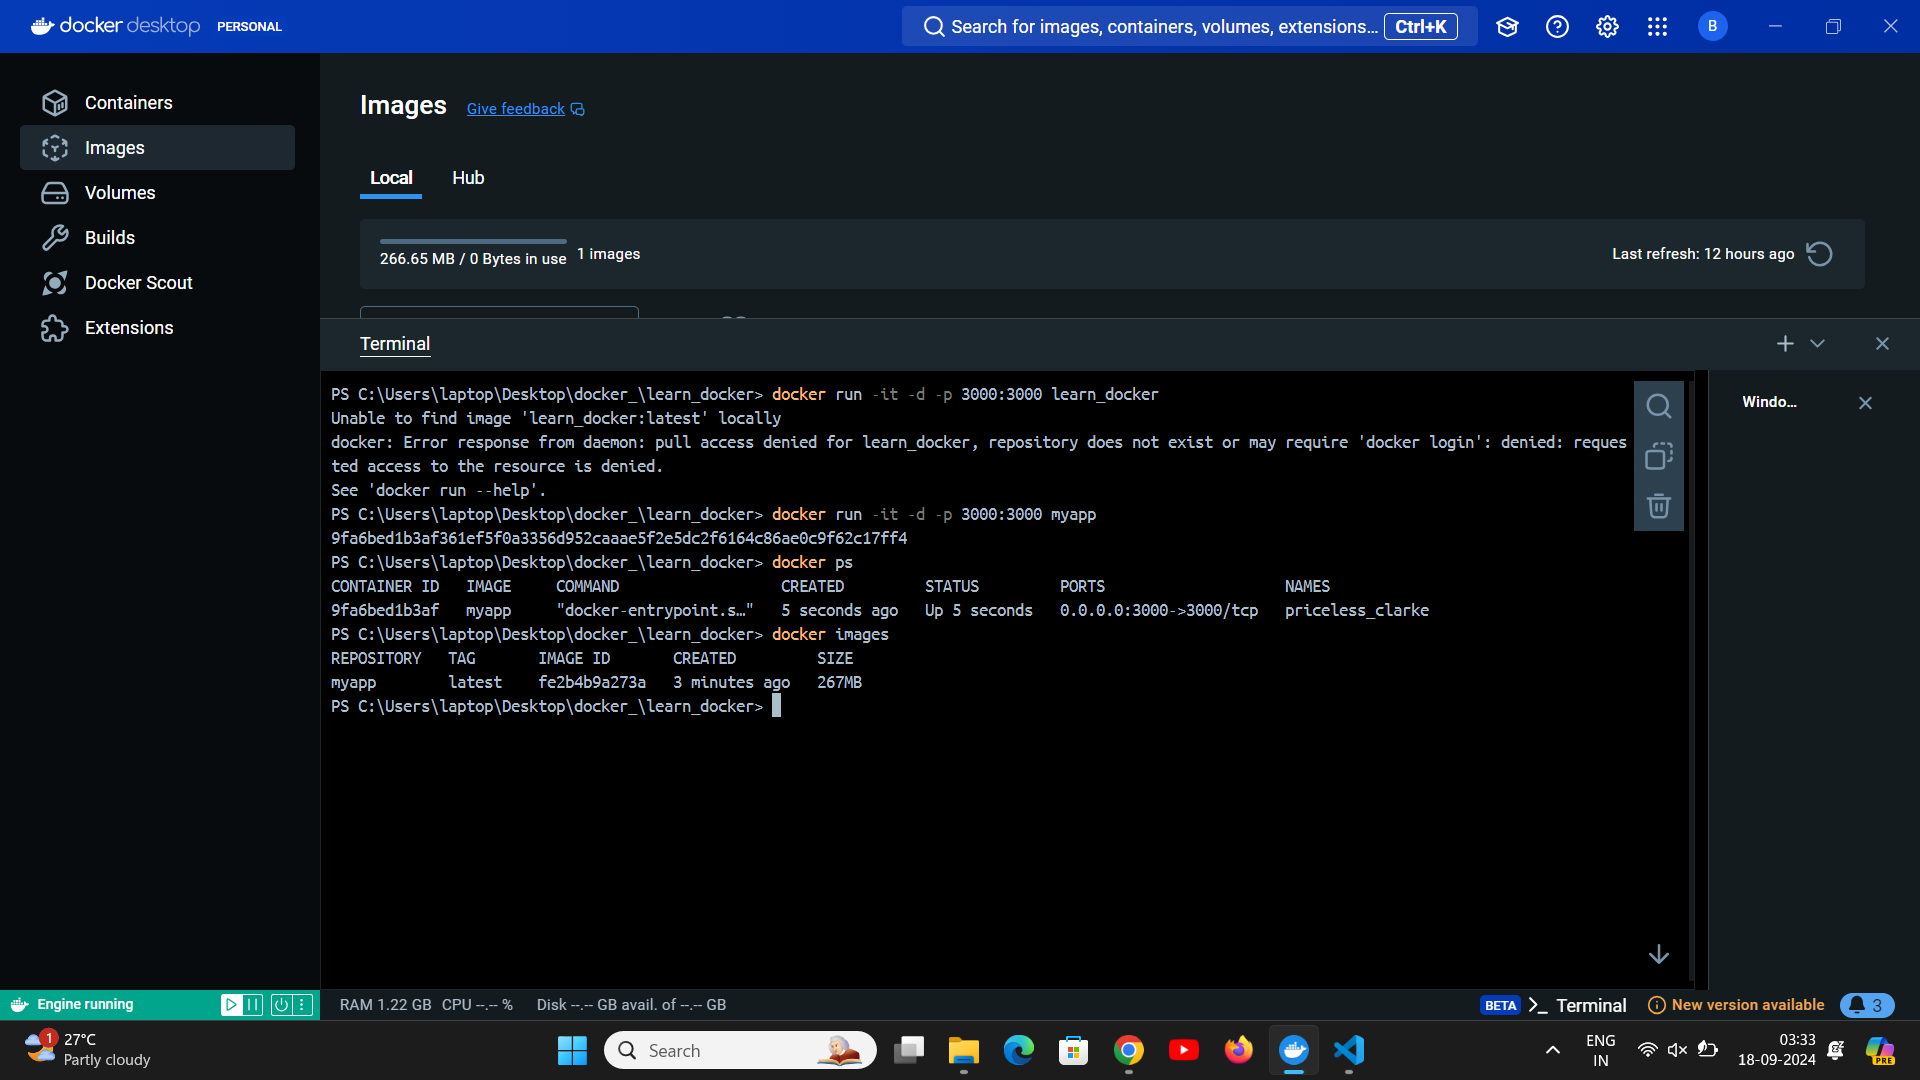 docker desktop PERSONAL
Search for images, containers, volumes, extensions... Ctrl+K
B
Containers
Images
Volumes
Builds
Docker Scout
Extensions
Images Give feedback
Local Hub
266.65 MB / 0 Bytes in use 1 images
Last refresh: 12 hours ago
Terminal
Windo...
PS C:\Users\laptop\Desktop\docker_\learn_docker> docker run -it -d -p 3000:3000 learn_docker
Unable to find image 'learn_docker:latest' locally
docker: Error response from daemon: pull access denied for learn_docker, repository does not exist or may require 'docker login': denied: reques
ted access to the resource is denied.
See 'docker run --help'.
PS C:\Users\laptop\Desktop\docker_\learn_docker> docker run -it -d -p 3000:3000 myapp
9fa6bed1b3af361ef5f0a3356d952caaae5f2e5dc2f6164c86ae0c9f62c17ff4
PS C:\Users\laptop\Desktop\docker_\learn_docker> docker ps
CONTAINER ID IMAGE COMMAND CREATED STATUS PORTS NAMES
9fa6bed1b3af myapp "docker-entrypoint.s…" 5 seconds ago Up 5 seconds 0.0.0.0:3000->3000/tcp priceless_clarke
PS C:\Users\laptop\Desktop\docker_\learn_docker> docker images
REPOSITORY TAG IMAGE ID CREATED SIZE
myapp latest fe2b4b9a273a 3 minutes ago 267MB
PS C:\Users\laptop\Desktop\docker_\learn_docker>
Engine running
RAM 1.22 GB CPU --.-- % Disk --.-- GB avail. of --.-- GB
BETA >_ Terminal
New version available
3
1
27°C
Partly cloudy
Search
ENG
IN
03:33
18-09-2024
PRE